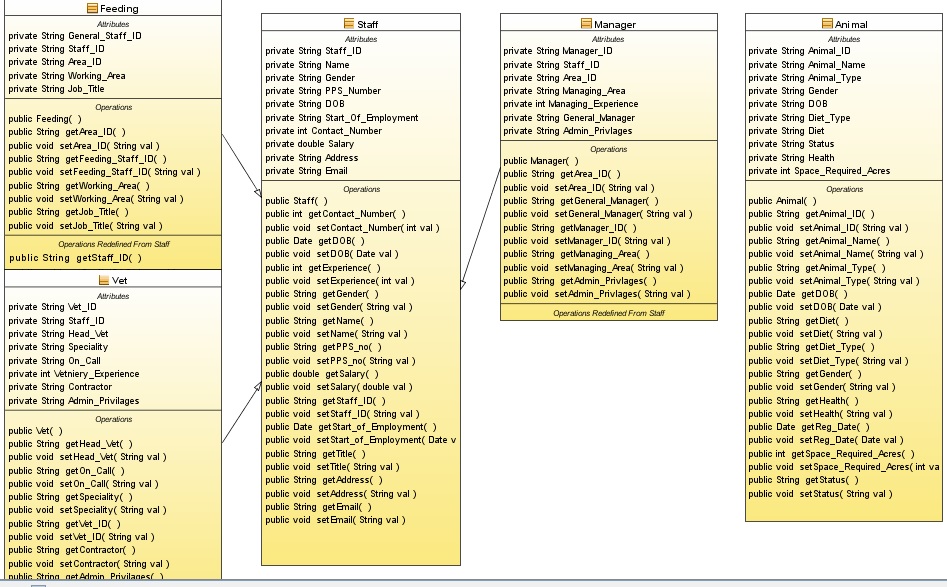 Feeding
Attributes
private String General_Staff_ID
private String Staff_ID
private String Area_ID
private String Working_Area
private String Job_Title
Operations
public Feeding( )
public String getArea_ID( )
public void setArea_ID( String val )
public String getFeeding_Staff_ID( )
public void setFeeding_Staff_ID( String val )
public String getWorking_Area( )
public void setWorking_Area( String val )
public String getJob_Title( )
public void setJob_Title( String val )
Operations Redefined From Staff
public String getStaff_ID( )
Vet
Attributes
private String Vet_ID
private String Staff_ID
private String Head_Vet
private String Speciality
private String On_Call
private int Vetniery_Experience
private String Contractor
private String Admin_Privilages
Operations
public Vet( )
public String getHead_Vet( )
public void setHead_Vet( String val )
public String getOn_Call( )
public void setOn_Call( String val )
public String getSpeciality( )
public void setSpeciality( String val )
public String getVet_ID( )
public void setVet_ID( String val )
public String getContractor( )
public void setContractor( String val )
public String getAdmin_Privilages( )
Staff
Attributes
private String Staff_ID
private String Name
private String Gender
private String PPS_Number
private String DOB
private String Start_Of_Employment
private int Contact_Number
private double Salary
private String Address
private String Email
Operations
public Staff( )
public int getContact_Number( )
public void setContact_Number( int val )
public Date getDOB( )
public void setDOB( Date val )
public int getExperience( )
public void setExperience( int val )
public String getGender( )
public void setGender( String val )
public String getName( )
public void setName( String val )
public String getPPS_no( )
public void setPPS_no( String val )
public double getSalary( )
public void setSalary( double val )
public String getStaff_ID( )
public void setStaff_ID( String val )
public Date getStart_of_Employment( )
public void setStart_of_Employment( Date v
public String getTitle( )
public void setTitle( String val )
public String getAddress( )
public void setAddress( String val )
public String getEmail( )
public void setEmail( String val )
Manager
Attributes
private String Manager_ID
private String Staff_ID
private String Area_ID
private String Managing_Area
private int Managing_Experience
private String General_Manager
private String Admin_Privlages
Operations
public Manager( )
public String getArea_ID( )
public void setArea_ID( String val )
public String getGeneral_Manager( )
public void setGeneral_Manager( String val )
public String getManager_ID( )
public void setManager_ID( String val )
public String getManaging_Area( )
public void setManaging_Area( String val )
public String getAdmin_Privlages( )
public void setAdmin_Privlages( String val )
Operations Redefined From Staff
Animal
Attributes
private String Animal_ID
private String Animal_Name
private String Animal_Type
private String Gender
private String DOB
private String Diet_Type
private String Diet
private String Status
private String Health
private int Space_Required_Acres
Operations
public Animal( )
public String getAnimal_ID( )
public void setAnimal_ID( String val )
public String getAnimal_Name( )
public void setAnimal_Name( String val )
public String getAnimal_Type( )
public void setAnimal_Type( String val )
public Date getDOB( )
public void setDOB( Date val )
public String getDiet( )
public void setDiet( String val )
public String getDiet_Type( )
public void setDiet_Type( String val )
public String getGender( )
public void setGender( String val )
public String getHealth( )
public void setHealth( String val )
public Date getReg_Date( )
public void setReg_Date( Date val )
public int getSpace_Required_Acres( )
public void setSpace_Required_Acres( int va
public String getStatus( )
public void setStatus( String val )